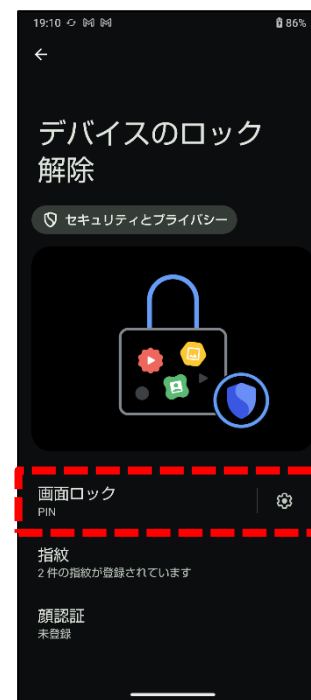 19:10 86%
デバイスのロック
解除
セキュリティとプライバシー
画面ロック
PIN
指紋
2 件の指紋が登録されています
顔認証
未登録